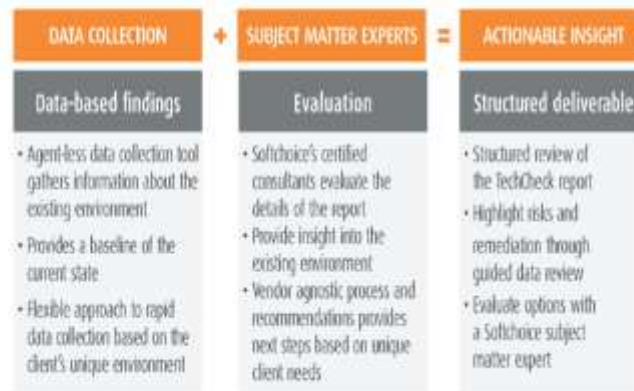 DATA COLLECTION + SUBJECT MATTER EXPERTS = ACTIONABLE INSIGHT
Data-based findings
• Agent-less data collection tool
gathers information about the
existing environment
• Provides a baseline of the
current state
• Flexible approach to rapid
data collection based on the
client's unique environment
Evaluation
• Softchoice's certified
consultants evaluate the
details of the report
• Provide insight into the
existing environment
• Vendor agnostic process and
recommendations provides
next steps based on unique
client needs
Structured deliverable
• Structured review of
the TechCheck report
• Highlight risks and
remediation through
guided data review
• Evaluate options with
a Softchoice subject
matter expert